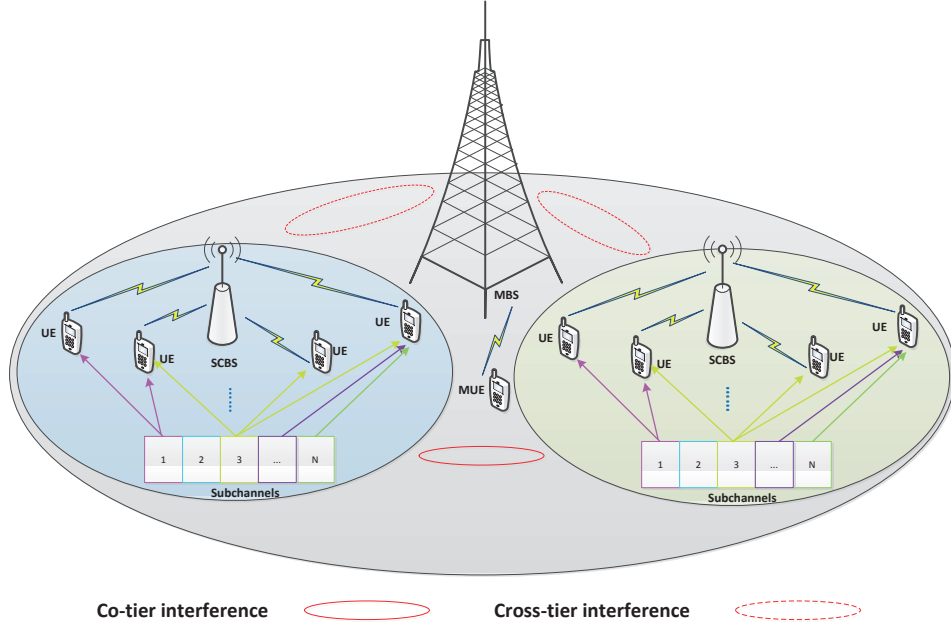 MBS
UE
UE
UE
UE
SCBS
UE
UE
UE
UE
SCBS
MUE
1 2 3 ... N
Subchannels
1 2 3 ... N
Subchannels
Co-tier interference
Cross-tier interference